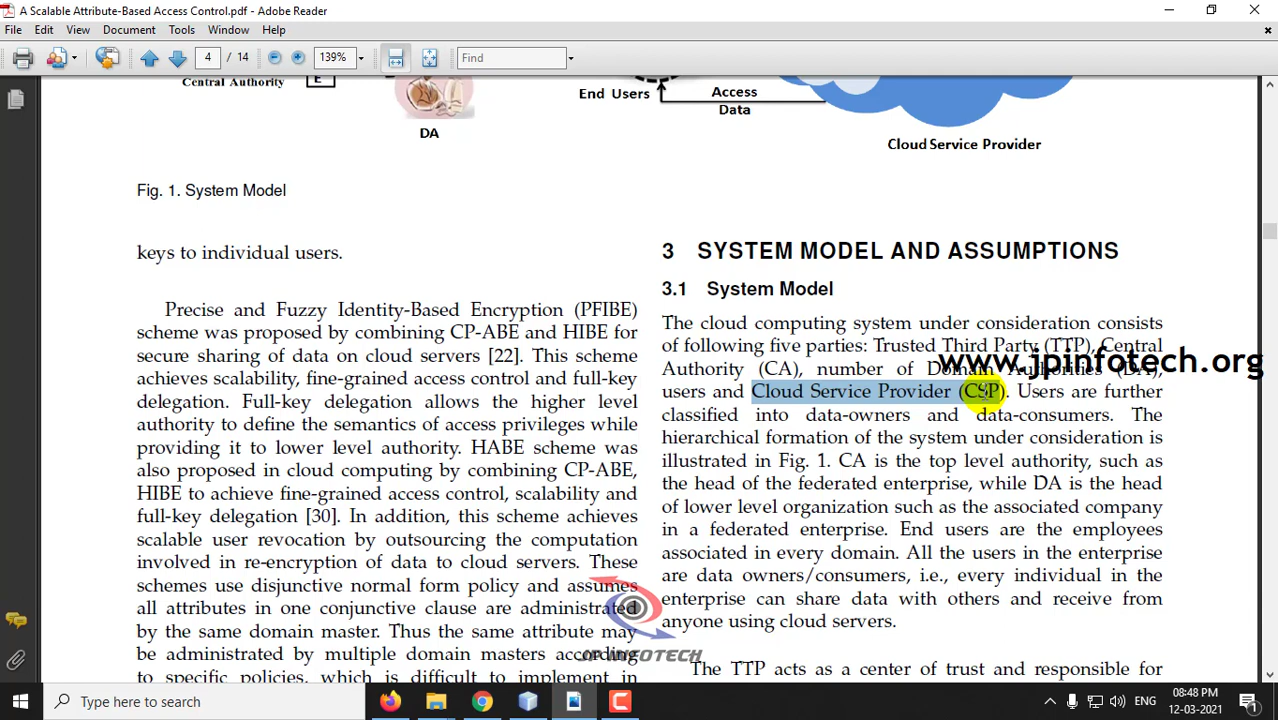 A Scalable Attribute-Based Access Control.pdf - Adobe Reader
File Edit View Document Tools Window Help
4 / 14 139% Find
Central Authority E
DA
End Users Access
Data
Cloud Service Provider
Fig. 1. System Model
keys to individual users.
Precise and Fuzzy Identity-Based Encryption (PFIBE)
scheme was proposed by combining CP-ABE and HIBE for
secure sharing of data on cloud servers [22]. This scheme
achieves scalability, fine-grained access control and full-key
delegation. Full-key delegation allows the higher level
authority to define the semantics of access privileges while
providing it to lower level authority. HABE scheme was
also proposed in cloud computing by combining CP-ABE,
HIBE to achieve fine-grained access control, scalability and
full-key delegation [30]. In addition, this scheme achieves
scalable user revocation by outsourcing the computation
involved in re-encryption of data to cloud servers. These
schemes use disjunctive normal form policy and assumes
all attributes in one conjunctive clause are administrated
by the same domain master. Thus the same attribute may
be administrated by multiple domain masters according
to specific policies, which is difficult to implement in
3 SYSTEM MODEL AND ASSUMPTIONS
3.1 System Model
The cloud computing system under consideration consists
of following five parties: Trusted Third Party (TTP), Central
Authority (CA), number of Domain Authorities (DA),
users and Cloud Service Provider (CSP). Users are further
classified into data-owners and data-consumers. The
hierarchical formation of the system under consideration is
illustrated in Fig. 1. CA is the top level authority, such as
the head of the federated enterprise, while DA is the head
of lower level organization such as the associated company
in a federated enterprise. End users are the employees
associated in every domain. All the users in the enterprise
are data owners/consumers, i.e., every individual in the
enterprise can share data with others and receive from
anyone using cloud servers.
The TTP acts as a center of trust and responsible for
www.jpinfotech.org
JP INFOTECH
Type here to search
ENG
08:48 PM
12-03-2021
1